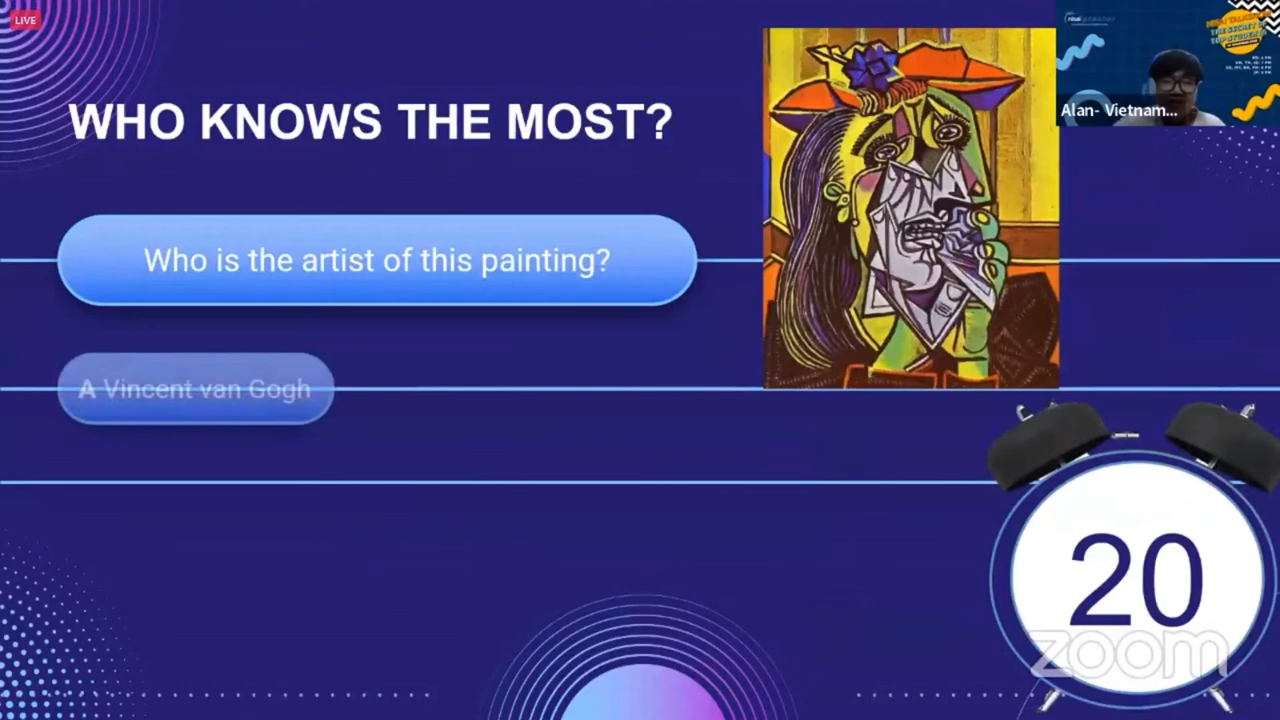 LIVE
WHO KNOWS THE MOST?
Alan- Vietnam...
Who is the artist of this painting?
A Vincent van Gogh
20
zoom